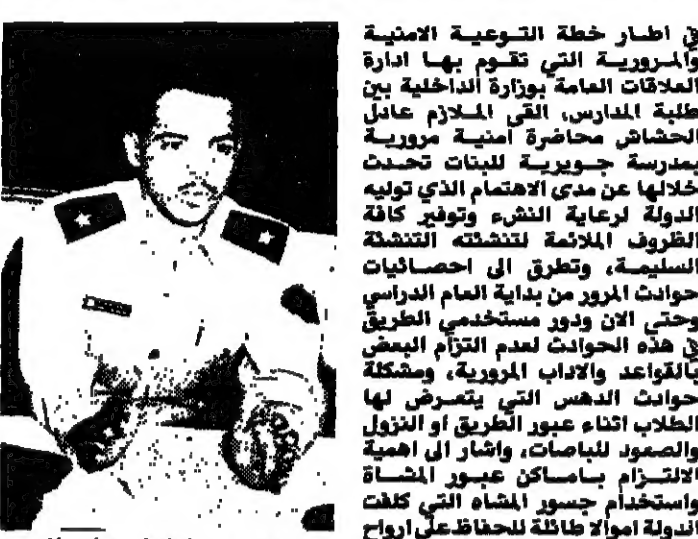 في اطار خطة التوعية الامنية
والمرورية التي تقوم بها ادارة
العلاقات العامة بوزارة الداخلية بين
طلبة المدارس، القى الملازم عادل
الحشاش محاضرة امنية مرورية
بمدرسة جويرية للبنات تحدث
خلالها عن مدى الاهتمام الذي توليه
الدولة لرعاية النشء وتوفير كافة
الظروف الملائمة لتنشئته التنشئة
السليمة، وتطرق الى احصائيات
حوادث المرور من بداية العام الدراسي
وحتى الان ودور مستخدمي الطريق
في هذه الحوادث لعدم التزام البعض
بالقواعد والاداب المرورية، ومشكلة
حوادث الدهس التي يتعرض لها
الطلاب اثناء عبور الطريق او النزول
والصعود للباصات، واشار الى اهمية
الالتزام باماكن عبور المشاة
واستخدام جسور المشاه التي كلفت
الدولة اموالا طائلة للحفاظ على ارواح